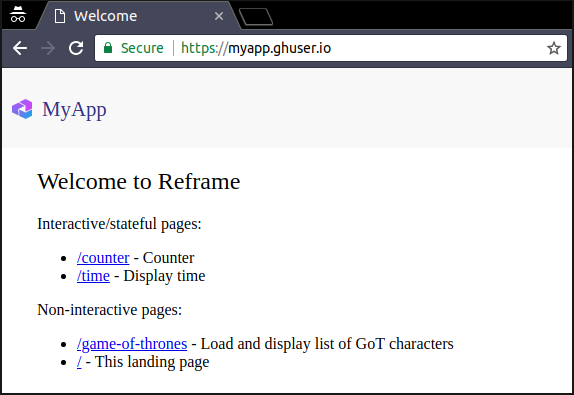 Welcome
Secure https://myapp.ghuser.io
MyApp
Welcome to Reframe
Interactive/stateful pages:
/counter - Counter
/time - Display time
Non-interactive pages:
/game-of-thrones - Load and display list of GoT characters
/ - This landing page